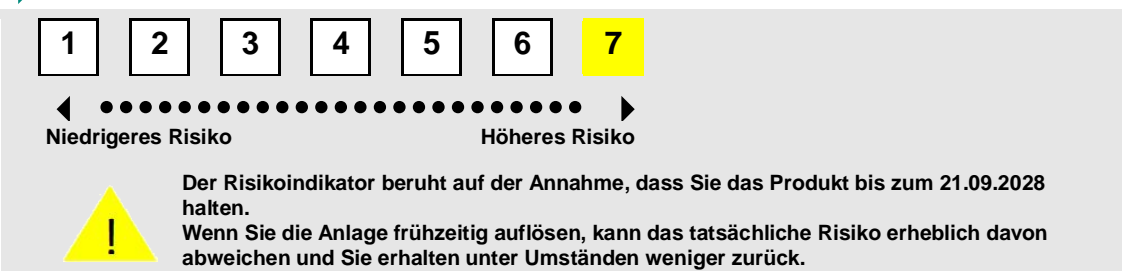 1 2 3 4 5 6 7
Niedrigeres Risiko Höheres Risiko
Der Risikoindikator beruht auf der Annahme, dass Sie das Produkt bis zum 21.09.2028
halten.
! Wenn Sie die Anlage frühzeitig auflösen, kann das tatsächliche Risiko erheblich davon
abweichen und Sie erhalten unter Umständen weniger zurück.